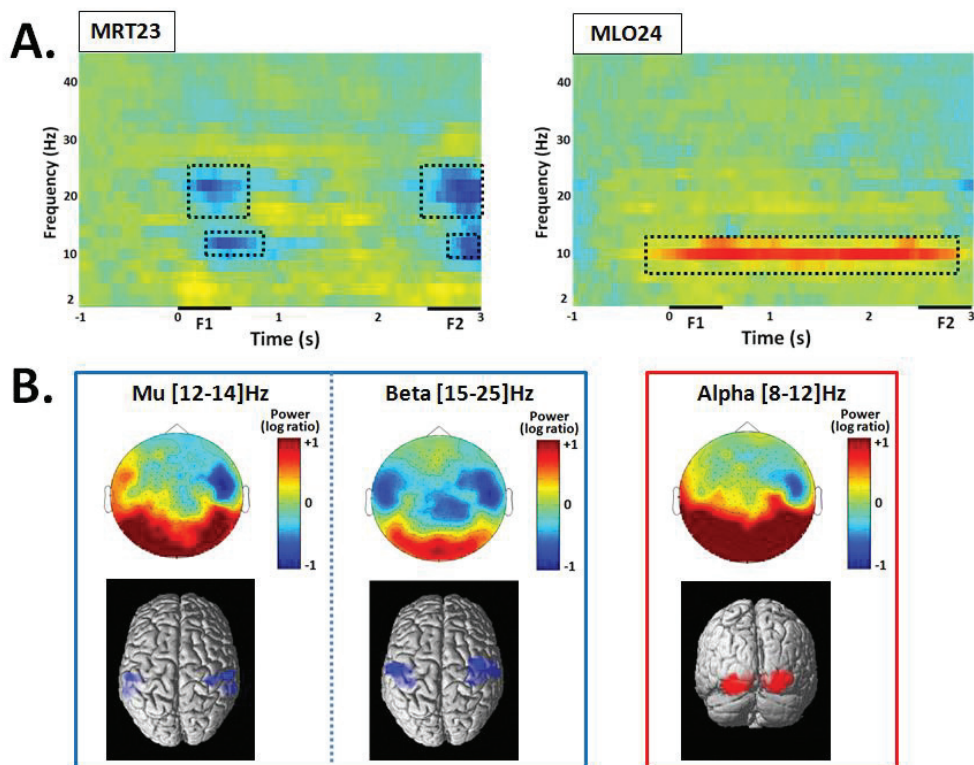 A.
MRT23
MLO24
Frequency (Hz)
40
30
20
10
2
-1
0
1
2
3
F1
F2
Time (s)
Frequency (Hz)
40
30
20
10
2
-1
0
1
2
3
F1
F2
Time (s)
B.
Mu [12-14]Hz
Power
(log ratio)
+1
0
-1
Beta [15-25]Hz
Power
(log ratio)
+1
0
-1
Alpha [8-12]Hz
Power
(log ratio)
+1
0
-1